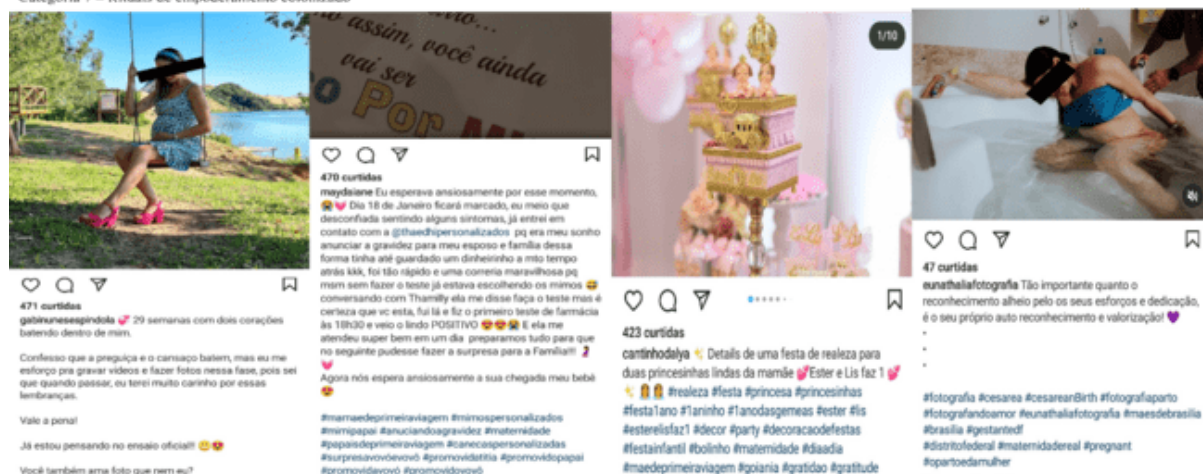 Categoria
471 curtidas
gabinunesespindola 💞 29 semanas com dois corações
batendo dentro de mim.
Confesso que a preguiça e o cansaço batem, mas eu me
esforço pra gravar vídeos e fazer fotos nessa fase, pois sei
que quando passar, eu terei muito carinho por essas
lembranças.
Vale a pena!
Já estou pensando no ensaio oficial!! 😬😍
Você também ama foto que nem eu?
assim, você ainda
vai ser
Por
470 curtidas
maydaiane Eu esperava ansiosamente por esse momento,
😭💓 Dia 18 de Janeiro ficará marcado, eu meio que
desconfiada sentindo alguns sintomas, já entrei em
contato com a @thaedhipersonalizados pq era meu sonho
anunciar a gravidez para meu esposo e família dessa
forma tinha até guardado um dinheirinho a mto tempo
atrás kkk, foi tão rápido e uma correria maravilhosa pq
msm sem fazer o teste já estava escolhendo os mimos 😅
conversando com Thamilly ela me disse faça o teste mas é
certeza que vc esta, fui lá e fiz o primeiro teste de farmácia
às 18h30 e veio o lindo POSITIVO 😍😍😭 E ela me
atendeu super bem em um dia preparamos tudo para que
no seguinte pudesse fazer a surpresa para a Família!!! 🤰
💓
Agora nós espera ansiosamente a sua chegada meu bebê
😍
#mamaedeprimeiraviagem #mimospersonalizados
#mimipapai #anuciandoagravidez #maternidade
#papaisdeprimeiraviagem #canecaspersonalizadas
#surpresavovóevovô #promovidatitia #promovidopapai
#promovidavovó #promovidovovô
1/10
423 curtidas
cantinhodalya ✨ Details de uma festa de realeza para
duas princesinhas lindas da mamãe 💕Ester e Lis faz 1 💕
✨ 👸👸 #realeza #festa #princesa #princesinhas
#festa1ano #1aninho #1anodasgemeas #ester #lis
#esterelisfaz1 #decor #party #decoracaodefestas
#festainfantil #bolinho #maternidade #diaadia
#maedeprimeiraviagem #goiania #gratidao #gratitude
47 curtidas
eunathaliafotografia Tão importante quanto o
reconhecimento alheio pelos seus esforços e dedicação,
é o seu próprio auto reconhecimento e valorização! 💜
.
.
.
.
#fotografia #cesarea #cesareanBirth #fotografiaparto
#fotografandoamor #eunathaliafotografia #maesdebrasilia
#brasilia #gestantedf
#distritofederal #maternidadereal #pregnant
#opartoedamulher